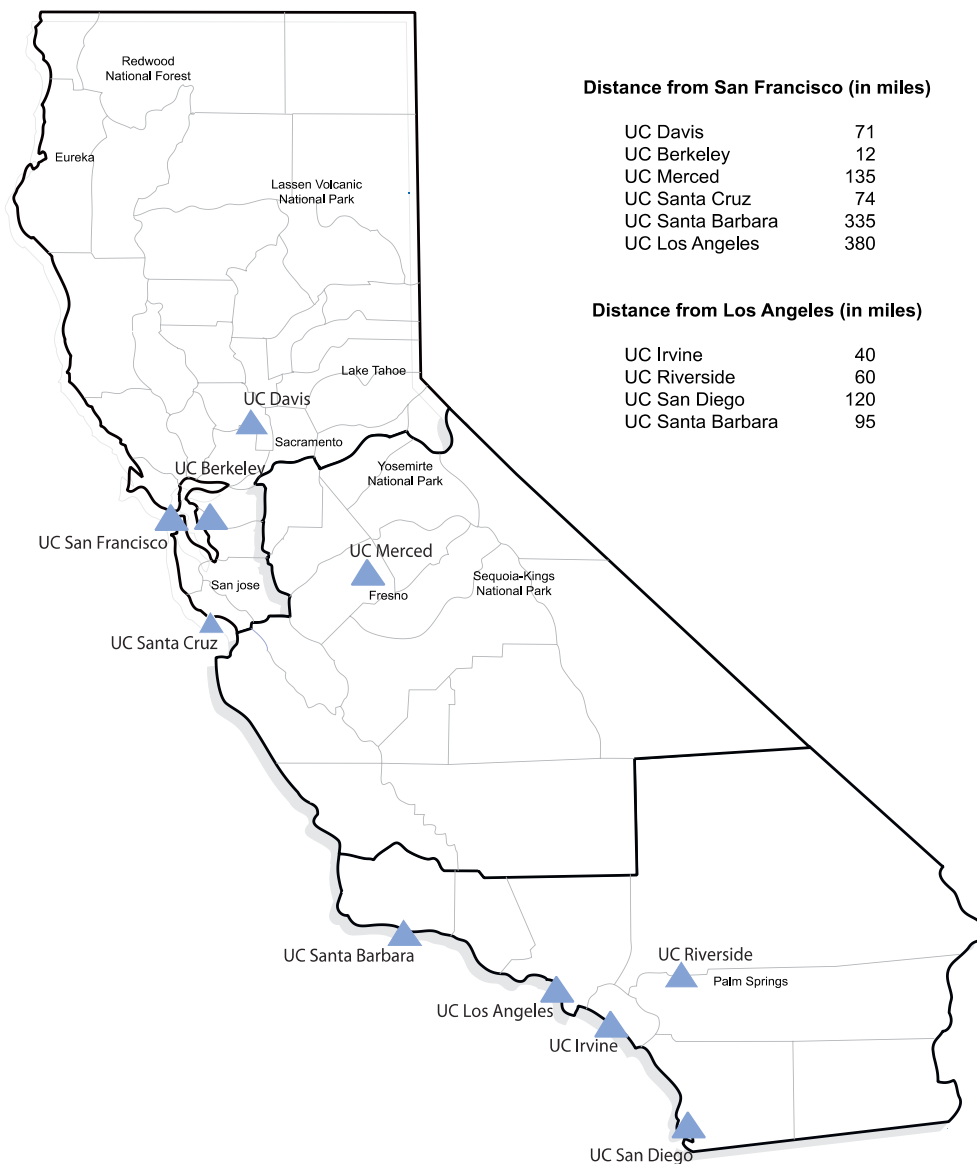 Redwood
National Forest
Eureka
Lassen Volcanic
National Park
Lake Tahoe
UC Davis
Sacramento
UC Berkeley
Yosemirte
National Park
UC San Francisco
UC Merced
San jose
Fresno
Sequoia-Kings
National Park
UC Santa Cruz
UC Santa Barbara
UC Riverside
Palm Springs
UC Los Angeles
UC Irvine
UC San Diego
Distance from San Francisco (in miles)
UC Davis 71
UC Berkeley 12
UC Merced 135
UC Santa Cruz 74
UC Santa Barbara 335
UC Los Angeles 380
Distance from Los Angeles (in miles)
UC Irvine 40
UC Riverside 60
UC San Diego 120
UC Santa Barbara 95